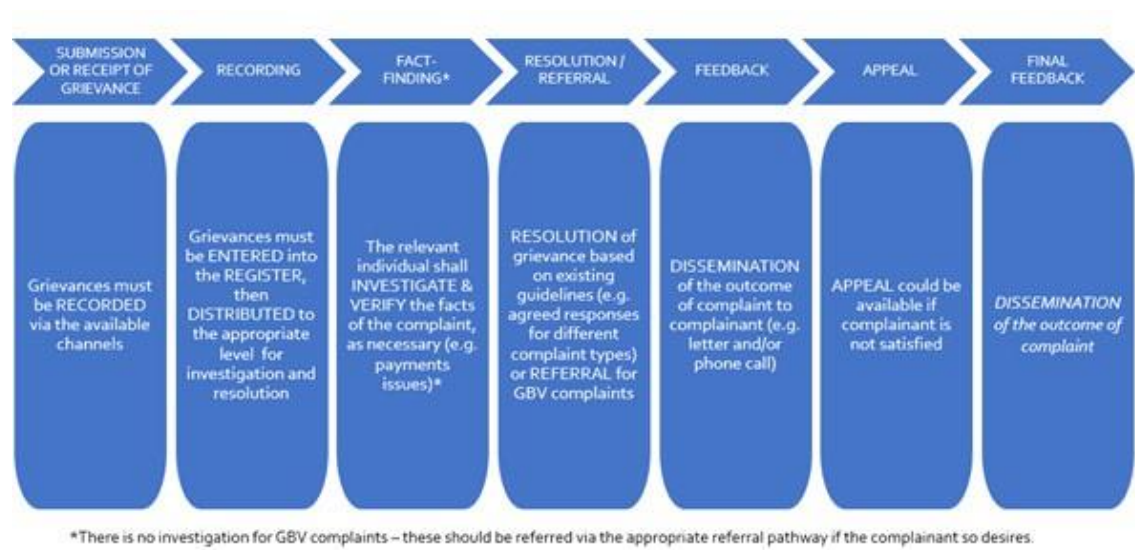 SUBMISSION
OR RECEIPT OF
GRIEVANCE
RECORDING
FACT-
FINDING*
RESOLUTION /
REFERRAL
FEEDBACK
APPEAL
FINAL
FEEDBACK
Grievances must
be RECORDED
via the available
channels
Grievances must
be ENTERED into
the REGISTER,
then
DISTRIBUTED to
the appropriate
level for
investigation and
resolution
The relevant
individual shall
INVESTIGATE &
VERIFY the facts
of the complaint,
as necessary (e.g.
payments
issues)*
RESOLUTION of
grievance based
on existing
guidelines (e.g.
agreed responses
for different
complaint types)
or REFERRAL for
GBV complaints
DISSEMINATION
of the outcome
of complaint to
complainant (e.g.
letter and/or
phone call)
APPEAL could be
available if
complainant is
not satisfied
DISSEMINATION
of the outcome of
complaint
*There is no investigation for GBV complaints – these should be referred via the appropriate referral pathway if the complainant so desires.